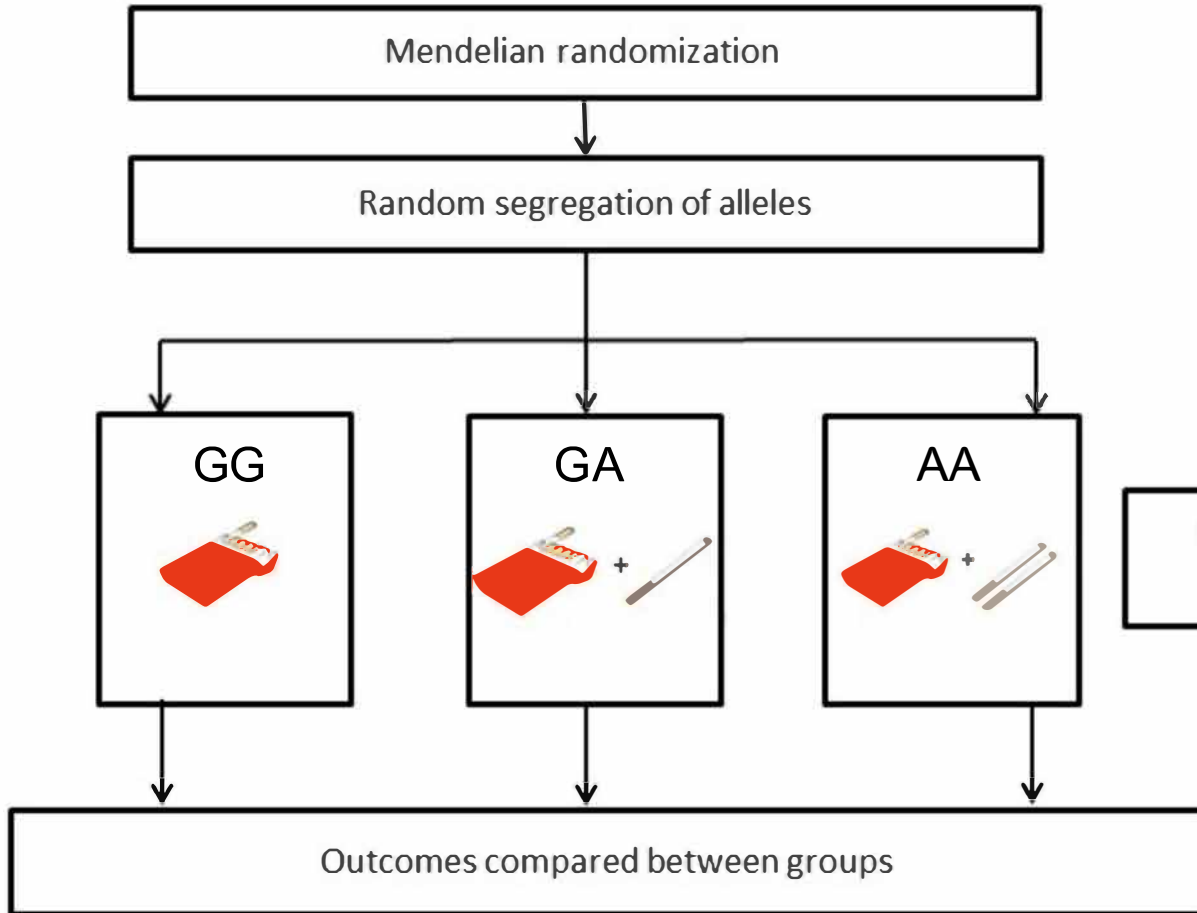 Mendelian randomization
Random segregation of alleles
GG
GA
AA
+
+
Outcomes compared between groups